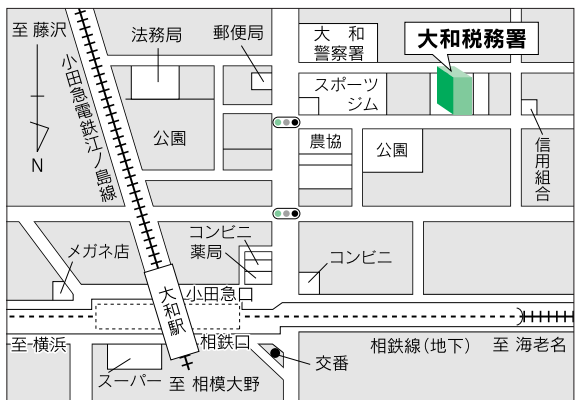 至 藤沢
法務局
郵便局
大　和
警察署
大和税務署
小田急電鉄江ノ島線
スポーツ
ジム
公園
農協
公園
信用組合
N
コンビニ
薬局
メガネ店
コンビニ
小田急口
大和駅
至 横浜
相鉄口
交番
相鉄線(地下)
至 海老名
スーパー
至 相模大野